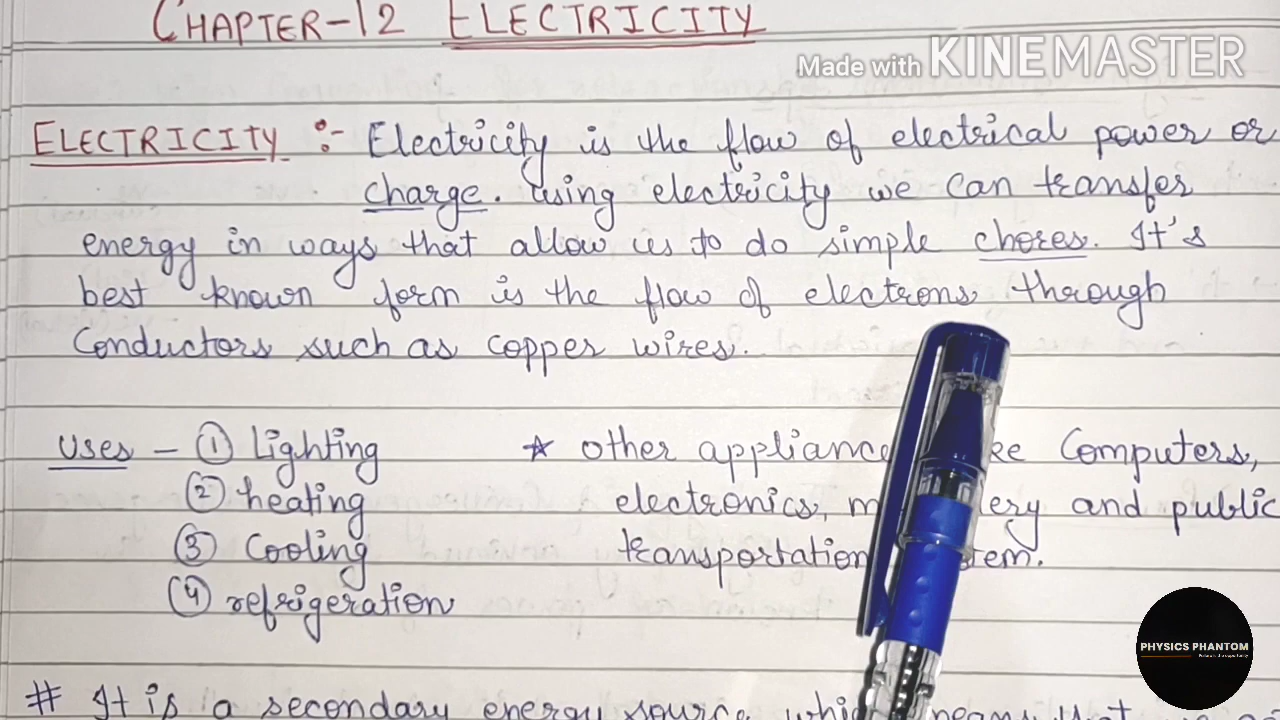 CHAPTER-12 ELECTRICITY
Made with KINEMASTER
ELECTRICITY :- Electricity is the flow of electrical power or
charge. Using electricity we can transfer
energy in ways that allow us to do simple chores. It's
best known form is the flow of electrons through
Conductors such as copper wires.
Uses - ① Lighting
② heating
③ Cooling
④ refrigeration
☆ other appliance Computers,
electronics, and public
transportation
# It is a secondary energy source
PHYSICS PHANTOM